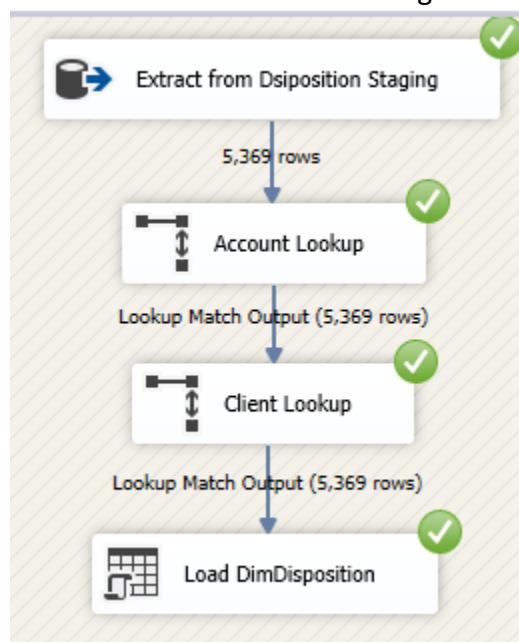 Extract from Dsiposition Staging
5,369 rows
Account Lookup
Lookup Match Output (5,369 rows)
Client Lookup
Lookup Match Output (5,369 rows)
Load DimDisposition